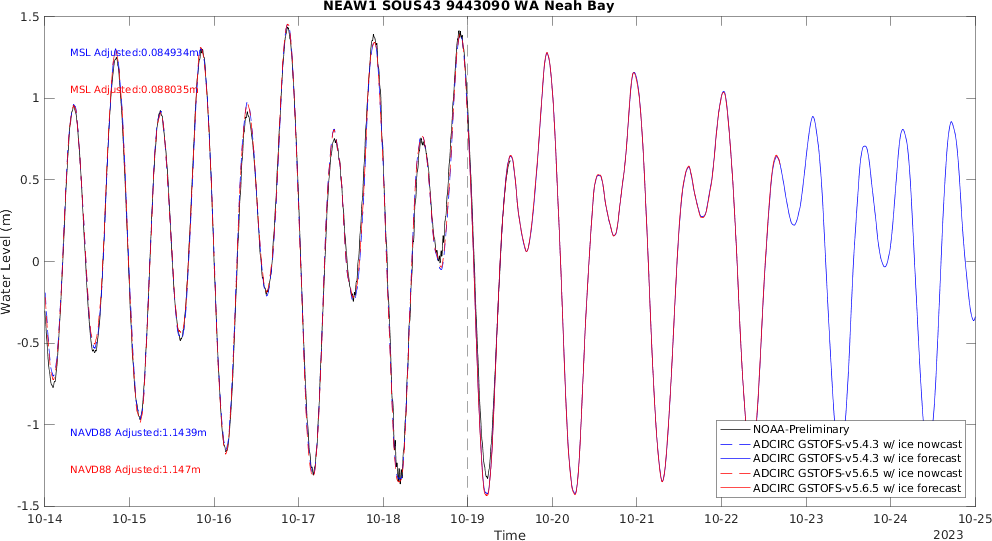 NEAW1 SOUS43 9443090 WA Neah Bay
1.5
1
0.5
0
-0.5
-1
-1.5
Water Level (m)
MSL Adjusted:0.084934m
MSL Adjusted:0.088035m
NAVD88 Adjusted:1.1439m
NAVD88 Adjusted:1.147m
NOAA-Preliminary
ADCIRC GSTOFS-v5.4.3 w/ ice nowcast
ADCIRC GSTOFS-v5.4.3 w/ ice forecast
ADCIRC GSTOFS-v5.6.5 w/ ice nowcast
ADCIRC GSTOFS-v5.6.5 w/ ice forecast
10-14 10-15 10-16 10-17 10-18 10-19 10-20 10-21 10-22 10-23 10-24 10-25
Time
2023